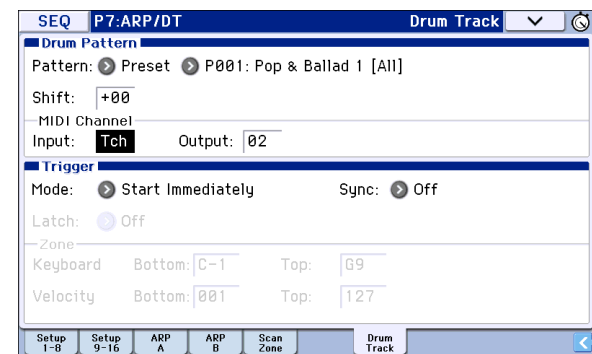 SEQ P7:ARP/DT Drum Track
Drum Pattern
Pattern: Preset P001: Pop & Ballad 1 [All]
Shift: +00
MIDI Channel
Input: Tch Output: 02
Trigger
Mode: Start Immediately Sync: Off
Latch: Off
Zone
Keyboard Bottom: C-1 Top: G9
Velocity Bottom: 001 Top: 127
Setup 1-8 Setup 9-16 ARP A ARP B Scan Zone Drum Track